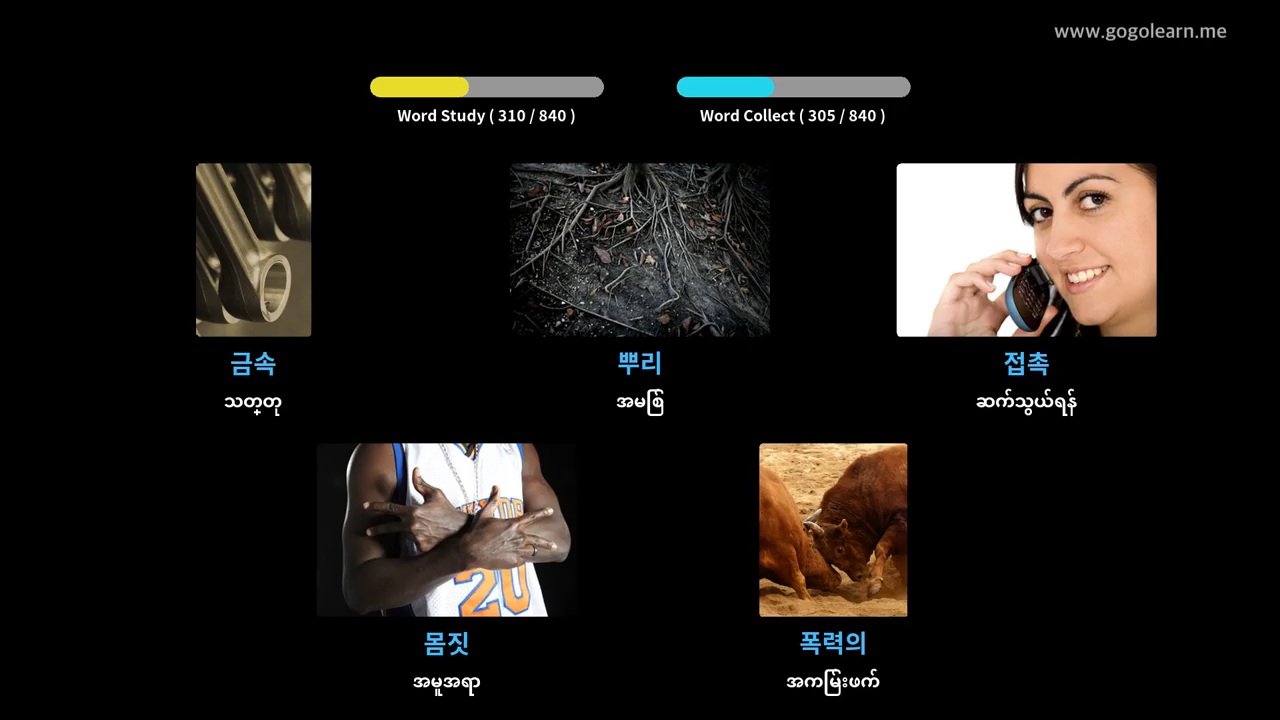 www.gogolearn.me
Word Study ( 310 / 840 )
Word Collect ( 305 / 840 )
금속
သတ္တု
뿌리
အမစြ်
접촉
ဆက်သွယ်ရန်
20
몸짓
အမူအရာ
폭력의
အကမြ်းဖက်